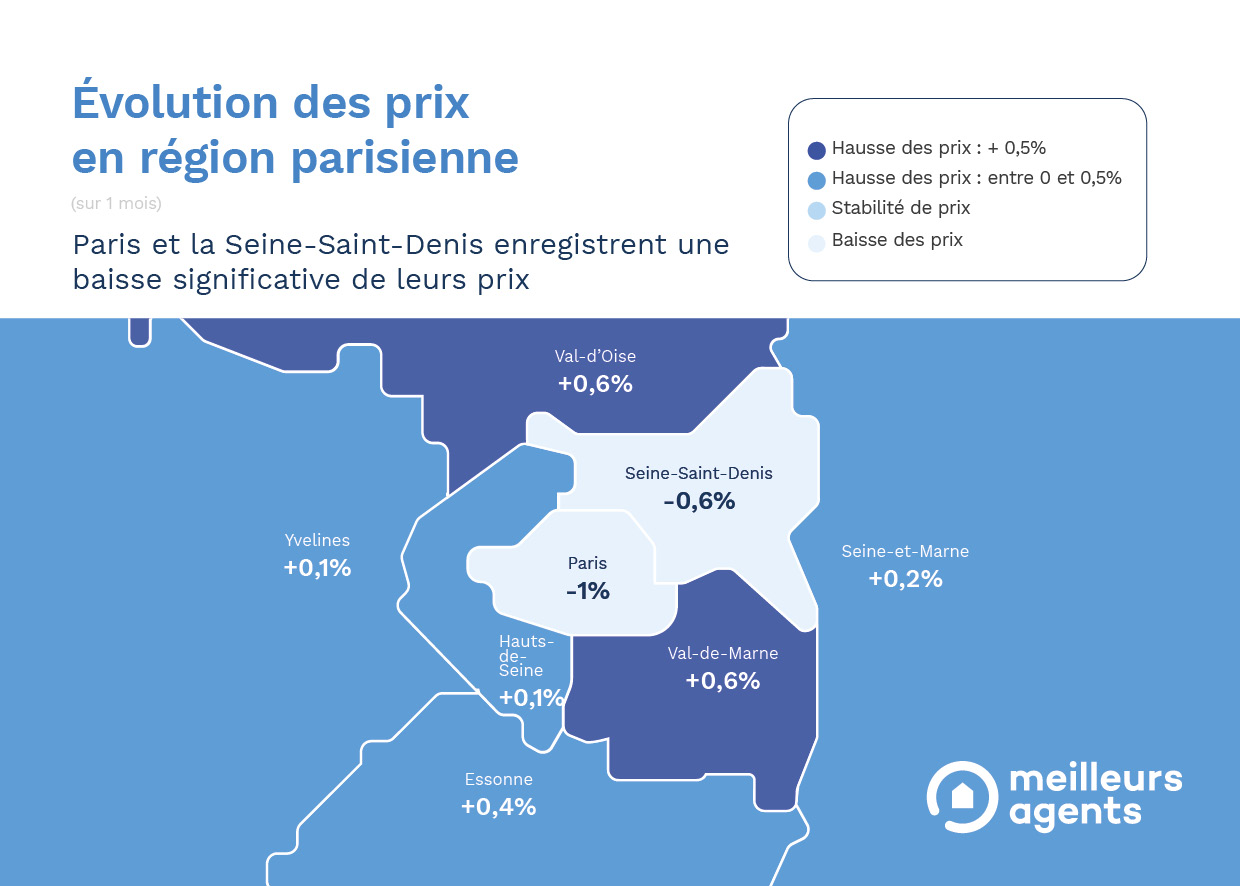 Évolution des prix
en région parisienne
(sur 1 mois)
Paris et la Seine-Saint-Denis enregistrent une
baisse significative de leurs prix
Hausse des prix : + 0,5%
Hausse des prix : entre 0 et 0,5%
Stabilité de prix
Baisse des prix
Val-d'Oise
+0,6%
Seine-Saint-Denis
-0,6%
Yvelines
+0,1%
Seine-et-Marne
+0,2%
Paris
-1%
Hauts-
de-
Seine
+0,1%
Val-de-Marne
+0,6%
Essonne
+0,4%
meilleurs
agents